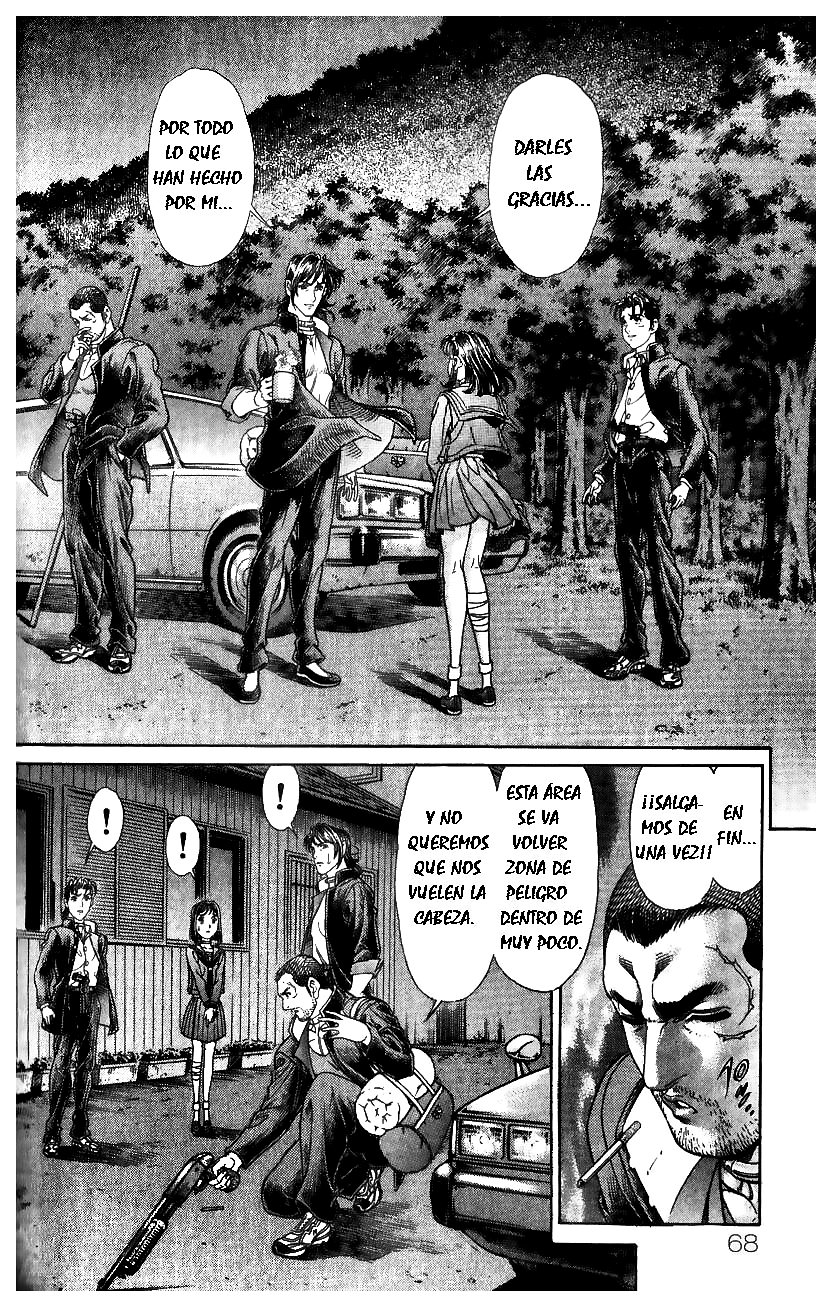 DARLES
LAS
GRACIAS...
POR TODO
LO QUE
HAN HECHO
POR MI...
EN
FIN...
¡¡SALGA-
MOS DE
UNA VEZ!!
ESTA ÁREA
SE VA
VOLVER
ZONA DE
PELIGRO
DENTRO DE
MUY POCO.
Y NO
QUEREMOS
QUE NOS
VUELEN LA
CABEZA.
!
!
!
68